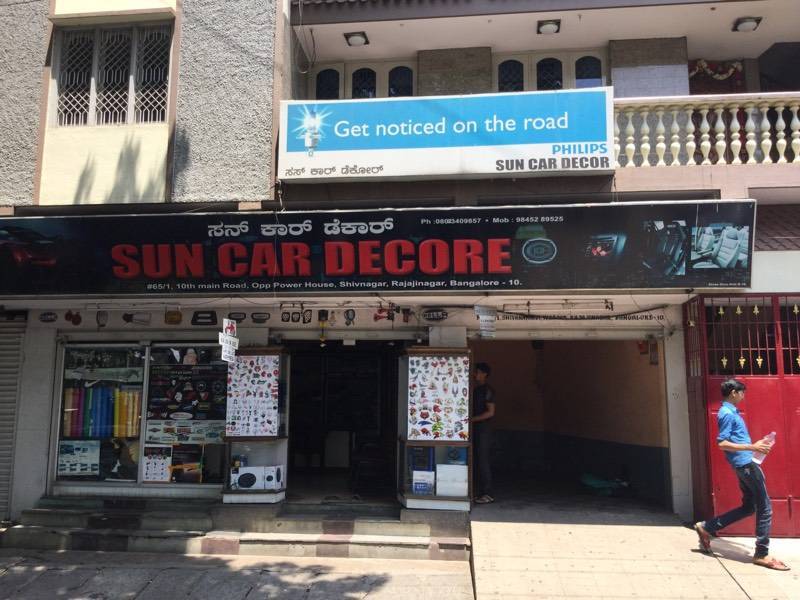 Get noticed on the road
PHILIPS
ಸನ್ ಕಾರ್ ಡೆಕೋರ್
SUN CAR DECOR
ಸನ್ ಕಾರ್ ಡೆಕಾರ್
Ph :08023409857 • Mob : 98452 89525
SUN CAR DECORE
#65/1, 10th main Road, Opp Power House, Shivnagar, Rajajinagar, Bangalore - 10.
HELLA